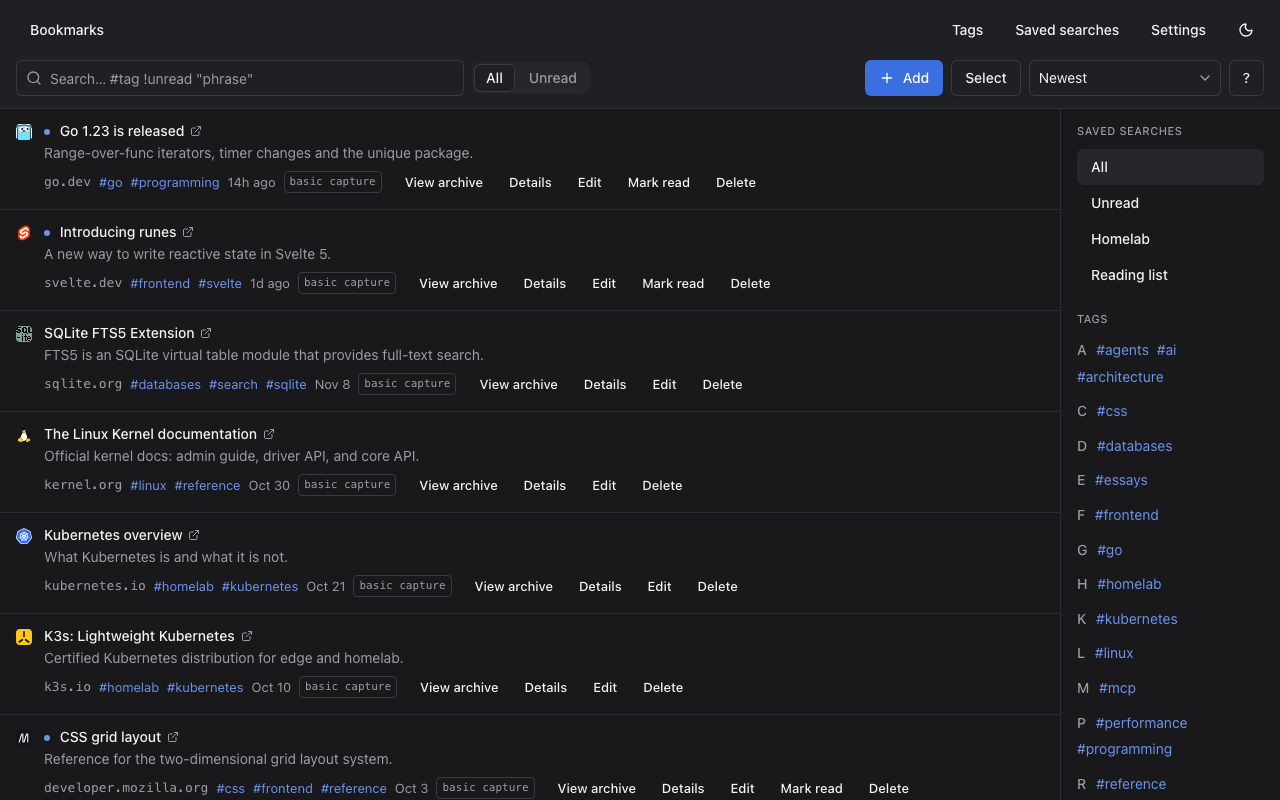 Bookmarks Tags Saved searches Settings
Search... #tag !unread "phrase" All Unread + Add Select Newest ?
Go 1.23 is released
Range-over-func iterators, timer changes and the unique package.
go.dev #go #programming 14h ago basic capture View archive Details Edit Mark read Delete
Introducing runes
A new way to write reactive state in Svelte 5.
svelte.dev #frontend #svelte 1d ago basic capture View archive Details Edit Mark read Delete
SQLite FTS5 Extension
FTS5 is an SQLite virtual table module that provides full-text search.
sqlite.org #databases #search #sqlite Nov 8 basic capture View archive Details Edit Delete
The Linux Kernel documentation
Official kernel docs: admin guide, driver API, and core API.
kernel.org #linux #reference Oct 30 basic capture View archive Details Edit Delete
Kubernetes overview
What Kubernetes is and what it is not.
kubernetes.io #homelab #kubernetes Oct 21 basic capture View archive Details Edit Delete
K3s: Lightweight Kubernetes
Certified Kubernetes distribution for edge and homelab.
k3s.io #homelab #kubernetes Oct 10 basic capture View archive Details Edit Delete
CSS grid layout
Reference for the two-dimensional grid layout system.
developer.mozilla.org #css #frontend #reference Oct 3 basic capture View archive Details Edit Mark read Delete
SAVED SEARCHES
All
Unread
Homelab
Reading list
TAGS
A #agents #ai
#architecture
C #css
D #databases
E #essays
F #frontend
G #go
H #homelab
K #kubernetes
L #linux
M #mcp
P #performance
#programming
R #reference